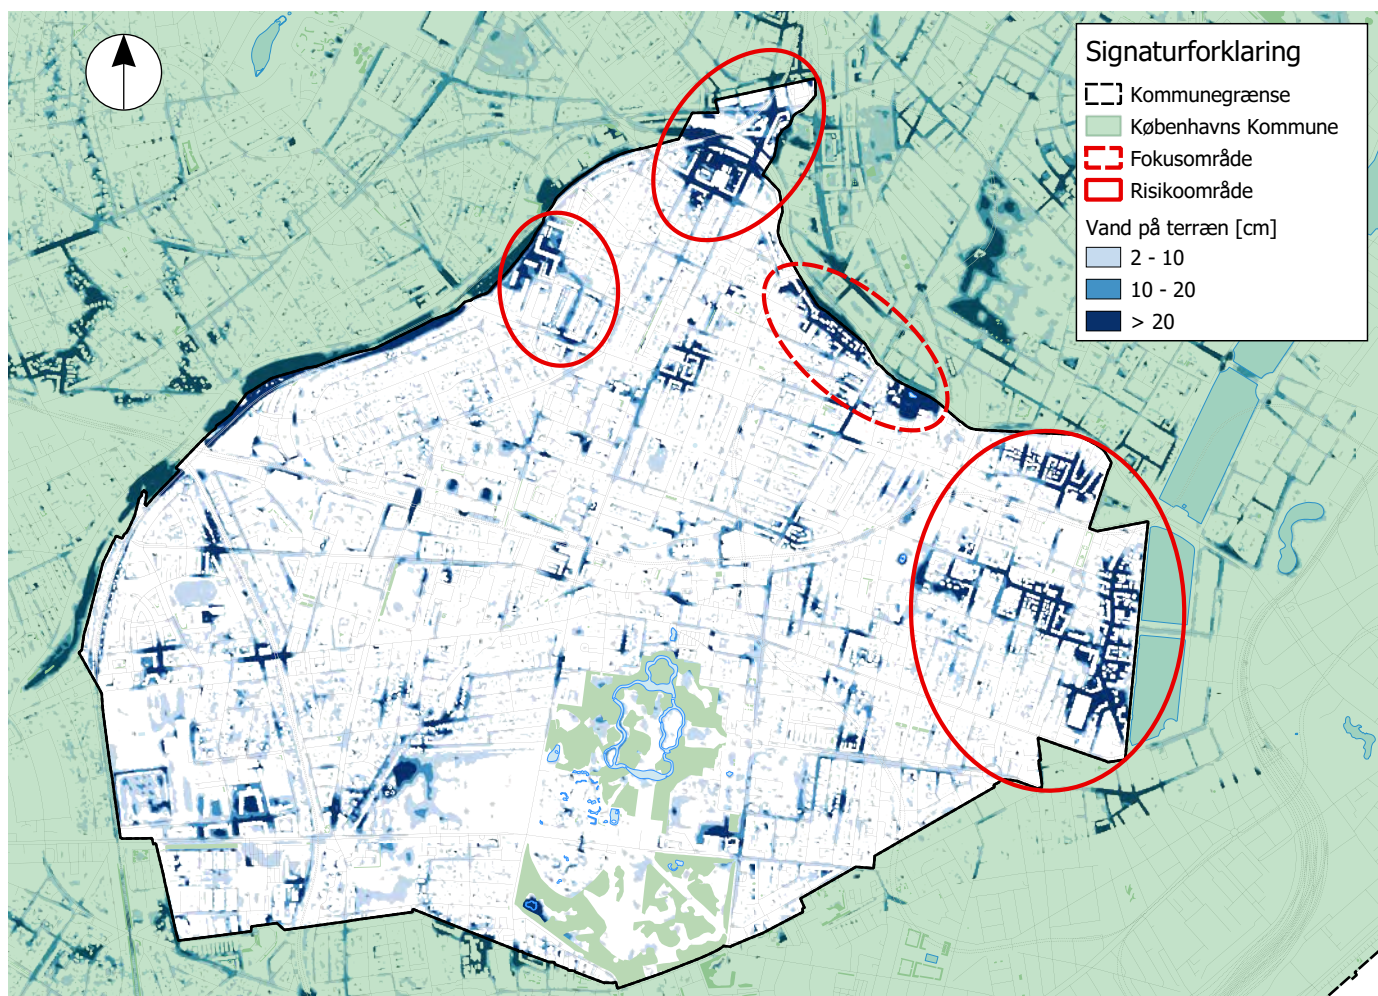 Signaturforklaring
Kommunegrænse
Københavns Kommune
Fokusområde
Risikoområde
Vand på terræn [cm]
2 - 10
10 - 20
> 20